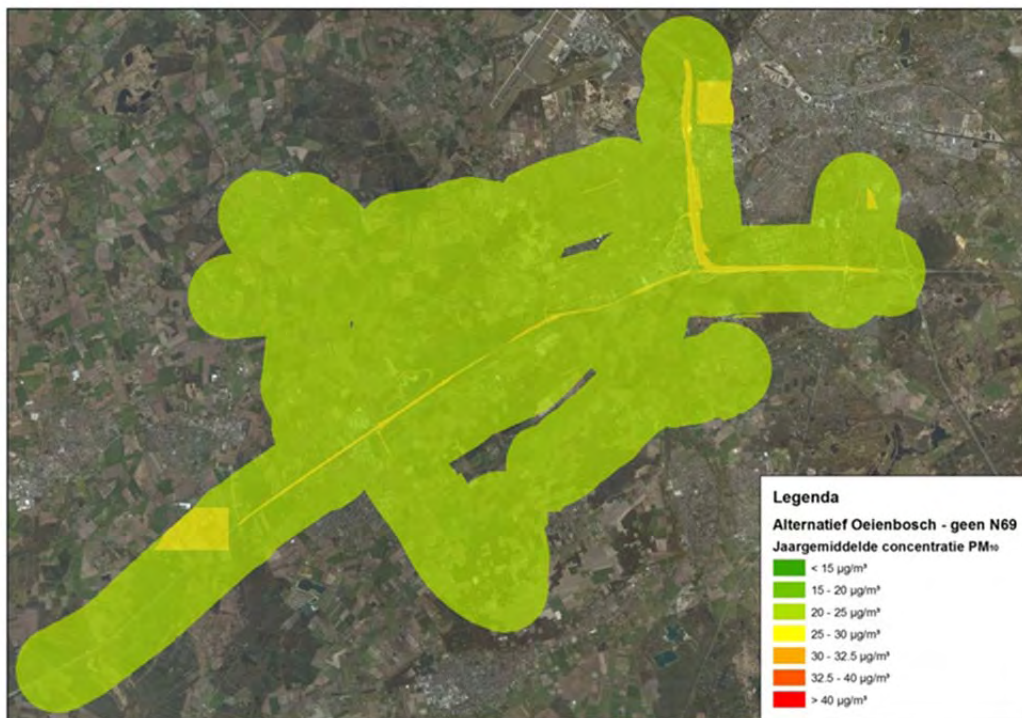 Legenda
Alternatief Oeienbosch - geen N69
Jaargemiddelde concentratie PM₁₀
< 15 µg/m³
15 - 20 µg/m³
20 - 25 µg/m³
25 - 30 µg/m³
30 - 32.5 µg/m³
32.5 - 40 µg/m³
> 40 µg/m³